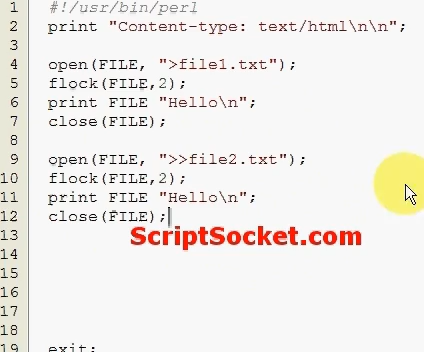 1 #!/usr/bin/perl
2 print "Content-type: text/html\n\n";
3
4 open(FILE, ">file1.txt");
5 flock(FILE,2);
6 print FILE "Hello\n";
7 close(FILE);
8
9 open(FILE, ">>file2.txt");
10 flock(FILE,2);
11 print FILE "Hello\n";
12 close(FILE);
13 ScriptSocket.com
14
15
16
17
18
19 exit;